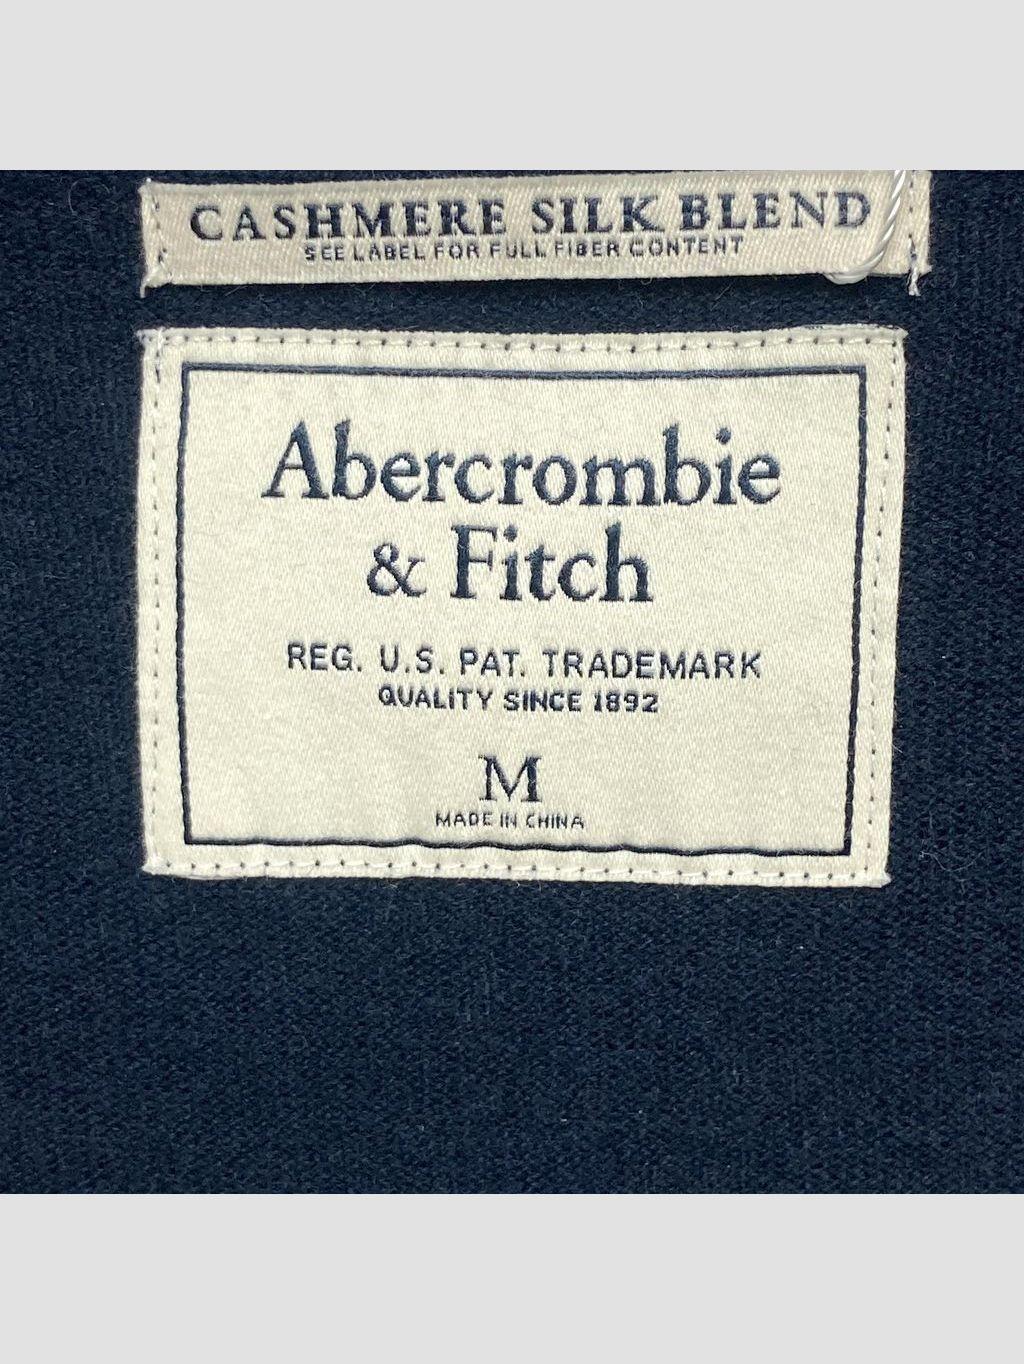 CASHMERE SILK BLEND
SEE LABEL FOR FULL FIBER CONTENT
Abercrombie
& Fitch
REG. U.S. PAT. TRADEMARK
QUALITY SINCE 1892
M
MADE IN CHINA